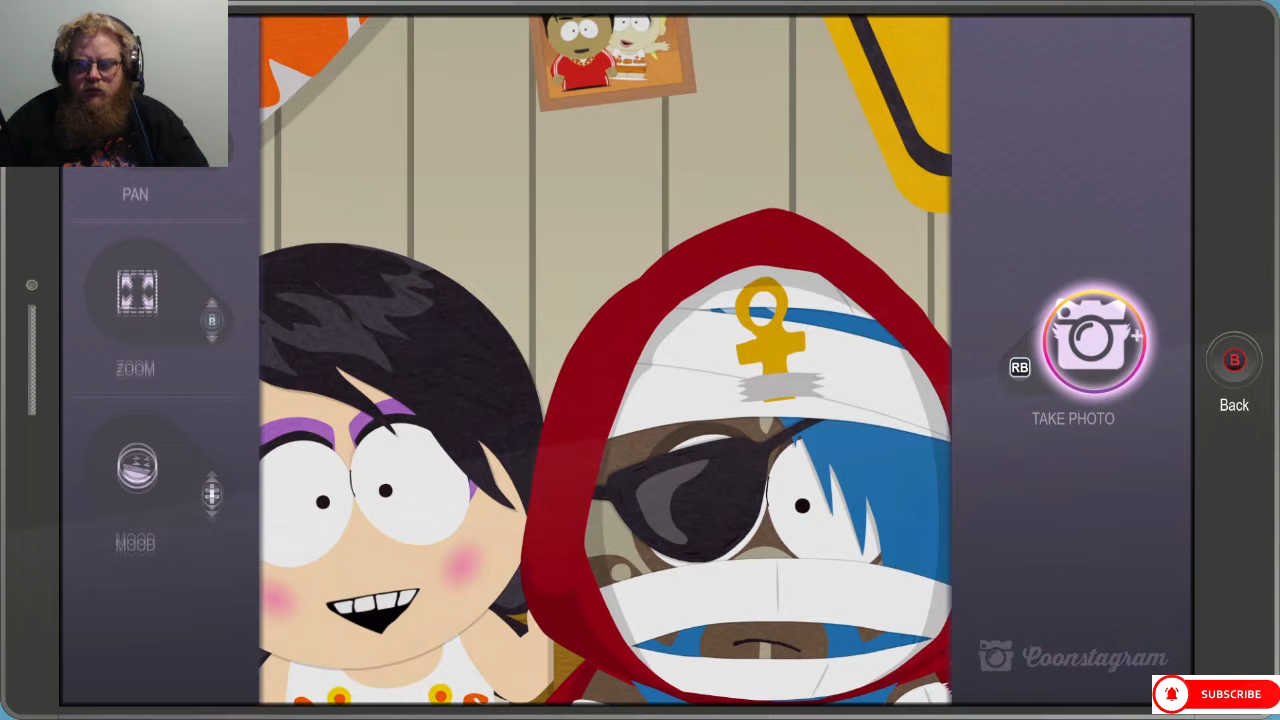 PAN
ZOOM
R
MOOD
RB
TAKE PHOTO
B
Back
Coonstagram
SUBSCRIBE